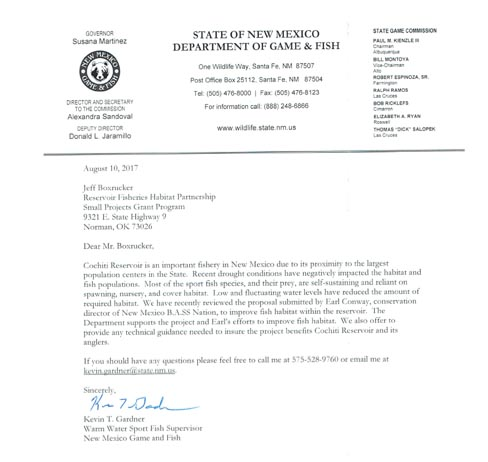 GOVERNOR
Susana Martinez
NEW MEXICO
GAME & FISH
DIRECTOR AND SECRETARY
TO THE COMMISSION
Alexandra Sandoval
DEPUTY DIRECTOR
Donald L. Jaramillo
STATE OF NEW MEXICO
DEPARTMENT OF GAME & FISH
One Wildlife Way, Santa Fe, NM 87507
Post Office Box 25112, Santa Fe, NM 87504
Tel: (505) 476-8000 | Fax: (505) 476-8123
For information call: (888) 248-6866
www.wildlife.state.nm.us
STATE GAME COMMISSION
PAUL M. KIENZLE III
Chairman
Albuquerque
BILL MONTOYA
Vice-Chairman
Alto
ROBERT ESPINOZA, SR.
Farmington
RALPH RAMOS
Las Cruces
BOB RICKLEFS
Cimarron
ELIZABETH A. RYAN
Roswell
THOMAS "DICK" SALOPEK
Las Cruces
August 10, 2017
Jeff Boxrucker
Reservoir Fisheries Habitat Partnership
Small Projects Grant Program
9321 E. State Highway 9
Norman, OK 73026
Dear Mr. Boxrucker,
Cochiti Reservoir is an important fishery in New Mexico due to its proximity to the largest
population centers in the State. Recent drought conditions have negatively impacted the habitat and
fish populations. Most of the sport fish species, and their prey, are self-sustaining and reliant on
spawning, nursery, and cover habitat. Low and fluctuating water levels have reduced the amount of
required habitat. We have recently reviewed the proposal submitted by Earl Conway, conservation
director of New Mexico B.A.S.S Nation, to improve fish habitat within the reservoir. The
Department supports the project and Earl's efforts to improve fish habitat. We also offer to
provide any technical guidance needed to insure the project benefits Cochiti Reservoir and its
anglers.
If you should have any questions please feel free to call me at 575-528-9760 or email me at
kevin.gardner@state.nm.us.
Sincerely,
Kevin T. Gardner
Warm Water Sport Fish Supervisor
New Mexico Game and Fish